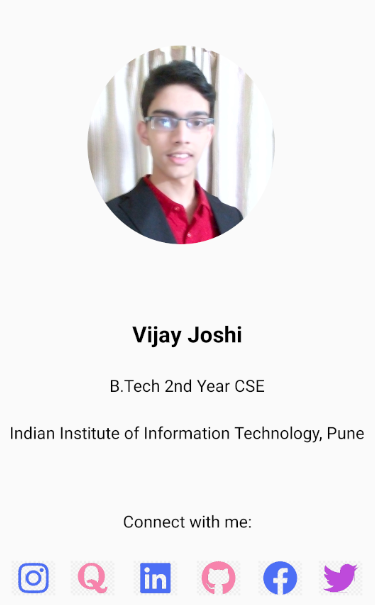 Vijay Joshi
B.Tech 2nd Year CSE
Indian Institute of Information Technology, Pune
Connect with me: